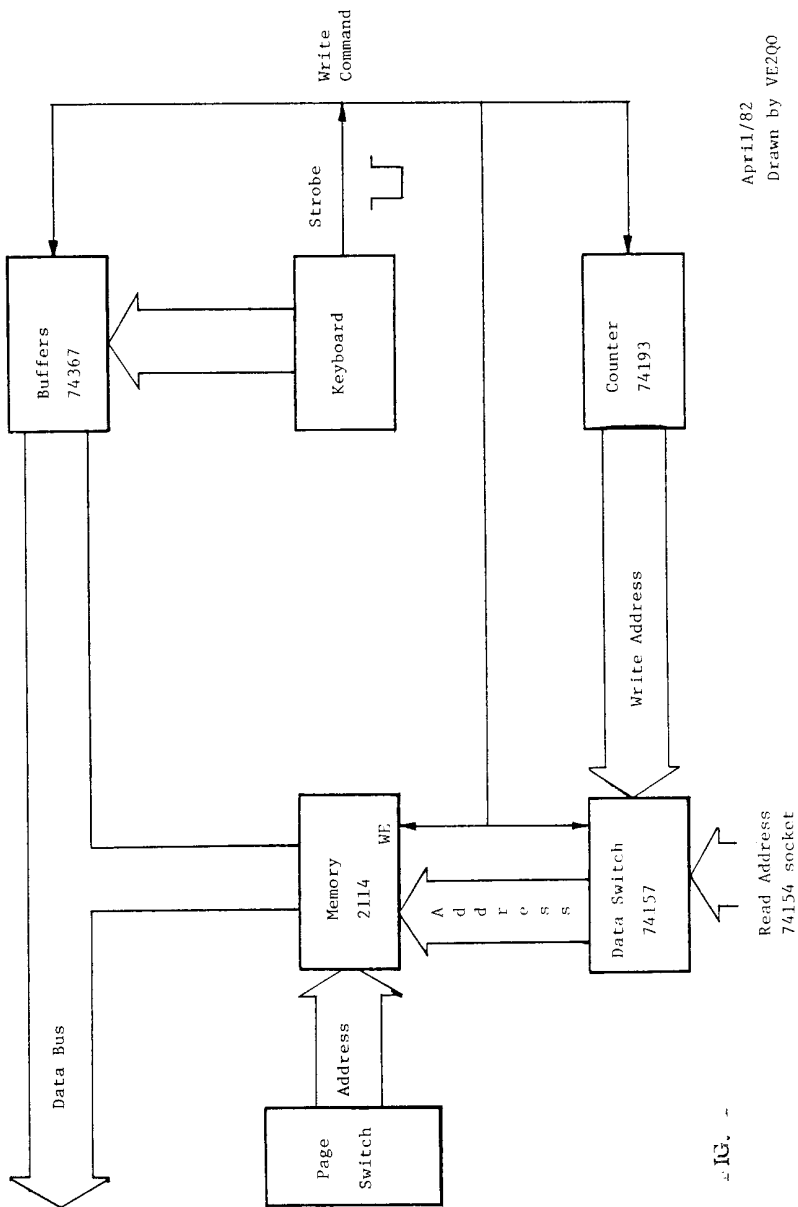 Data Bus
Buffers
74367
Page
Switch
Address
Memory
2114
WE
Keyboard
Strobe
Write
Command
Address
Data Switch
74157
Write Address
Counter
74193
Read Address
74154 socket
April/82
Drawn by VE2QO